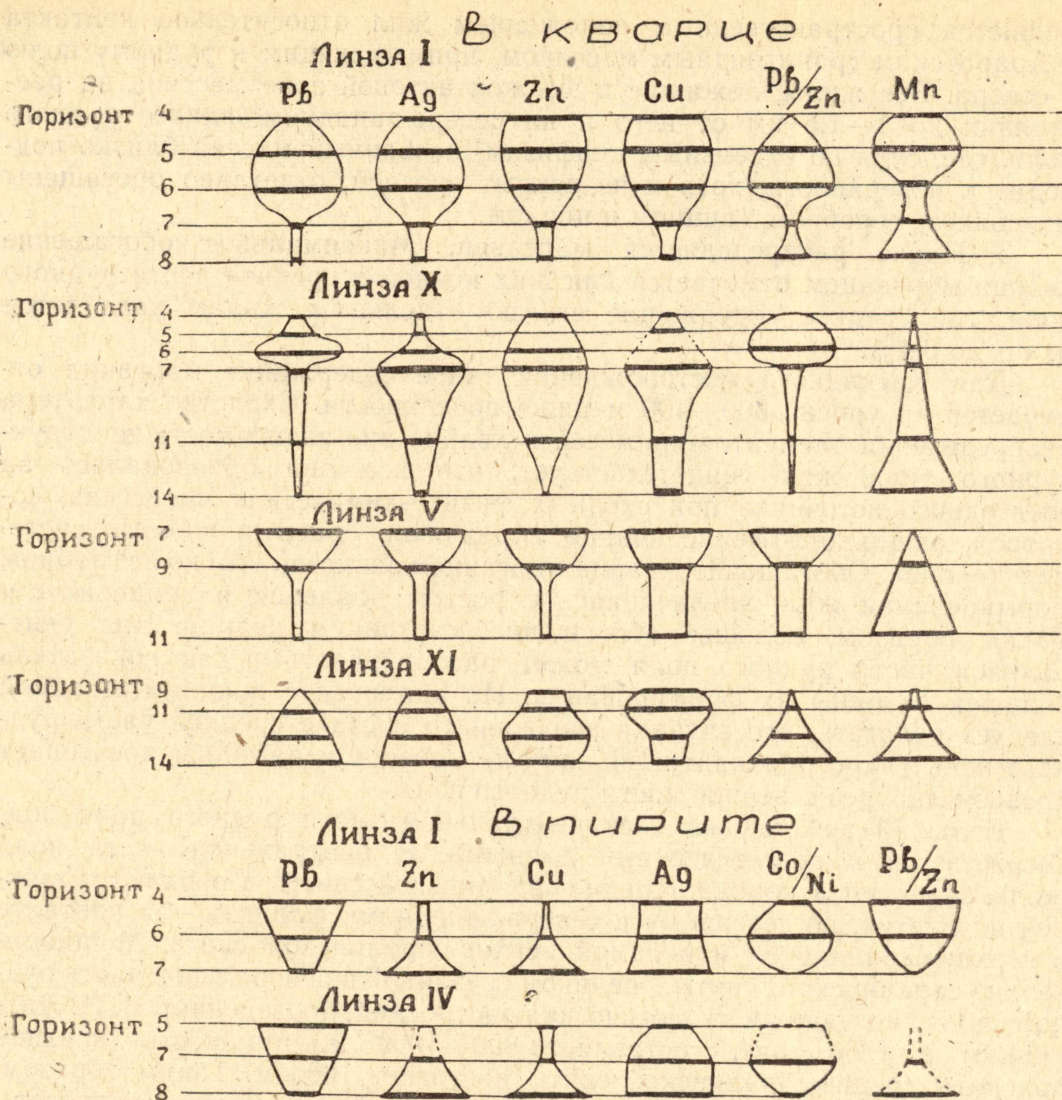 В кварце
Линза I
Pb Ag Zn Cu Pb/Zn Mn
Горизонт 4
5
6
7
8
Линза X
Горизонт 4
5
6
7
11
14
Линза V
Горизонт 7
9
11
Линза XI
Горизонт 9
11
14
В пирите
Линза I
Pb Zn Cu Ag Co/Ni Pb/Zn
Горизонт 4
6
7
Линза IV
Горизонт 5
7
8